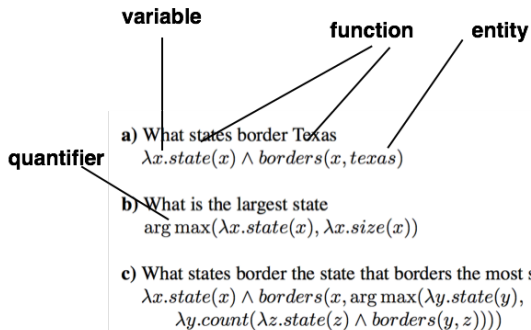 variable
function
entity
a) What states border Texas
λx.state(x) ∧ borders(x, texas)
quantifier
b) What is the largest state
arg max(λx.state(x), λx.size(x))
c) What states border the state that borders the most s
λx.state(x) ∧ borders(x, arg max(λy.state(y),
λy.count(λz.state(z) ∧ borders(y, z))))